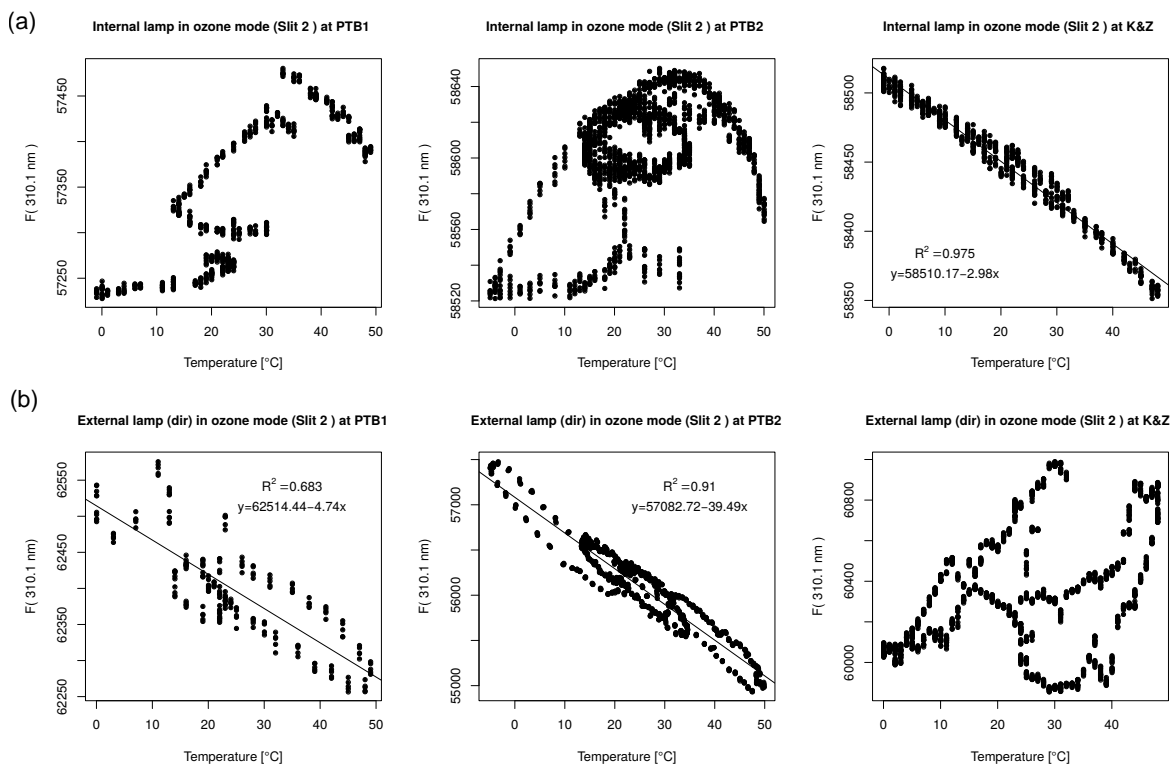 (a)
Internal lamp in ozone mode (Slit 2 ) at PTB1
F( 310.1 nm )
57250 57350 57450
0 10 20 30 40 50
Temperature [°C]
Internal lamp in ozone mode (Slit 2 ) at PTB2
F( 310.1 nm )
58520 58560 58600 58640
0 10 20 30 40 50
Temperature [°C]
Internal lamp in ozone mode (Slit 2 ) at K&Z
F( 310.1 nm )
58350 58400 58450 58500
R² =0.975
y=58510.17−2.98x
0 10 20 30 40
Temperature [°C]
(b)
External lamp (dir) in ozone mode (Slit 2 ) at PTB1
F( 310.1 nm)
62250 62350 62450 62550
R² =0.683
y=62514.44−4.74x
0 10 20 30 40 50
Temperature [°C]
External lamp (dir) in ozone mode (Slit 2 ) at PTB2
F( 310.1 nm)
55000 56000 57000
R² =0.91
y=57082.72−39.49x
0 10 20 30 40 50
Temperature [°C]
External lamp (dir) in ozone mode (Slit 2 ) at K&Z
F( 310.1 nm )
60000 60400 60800
0 10 20 30 40
Temperature [°C]